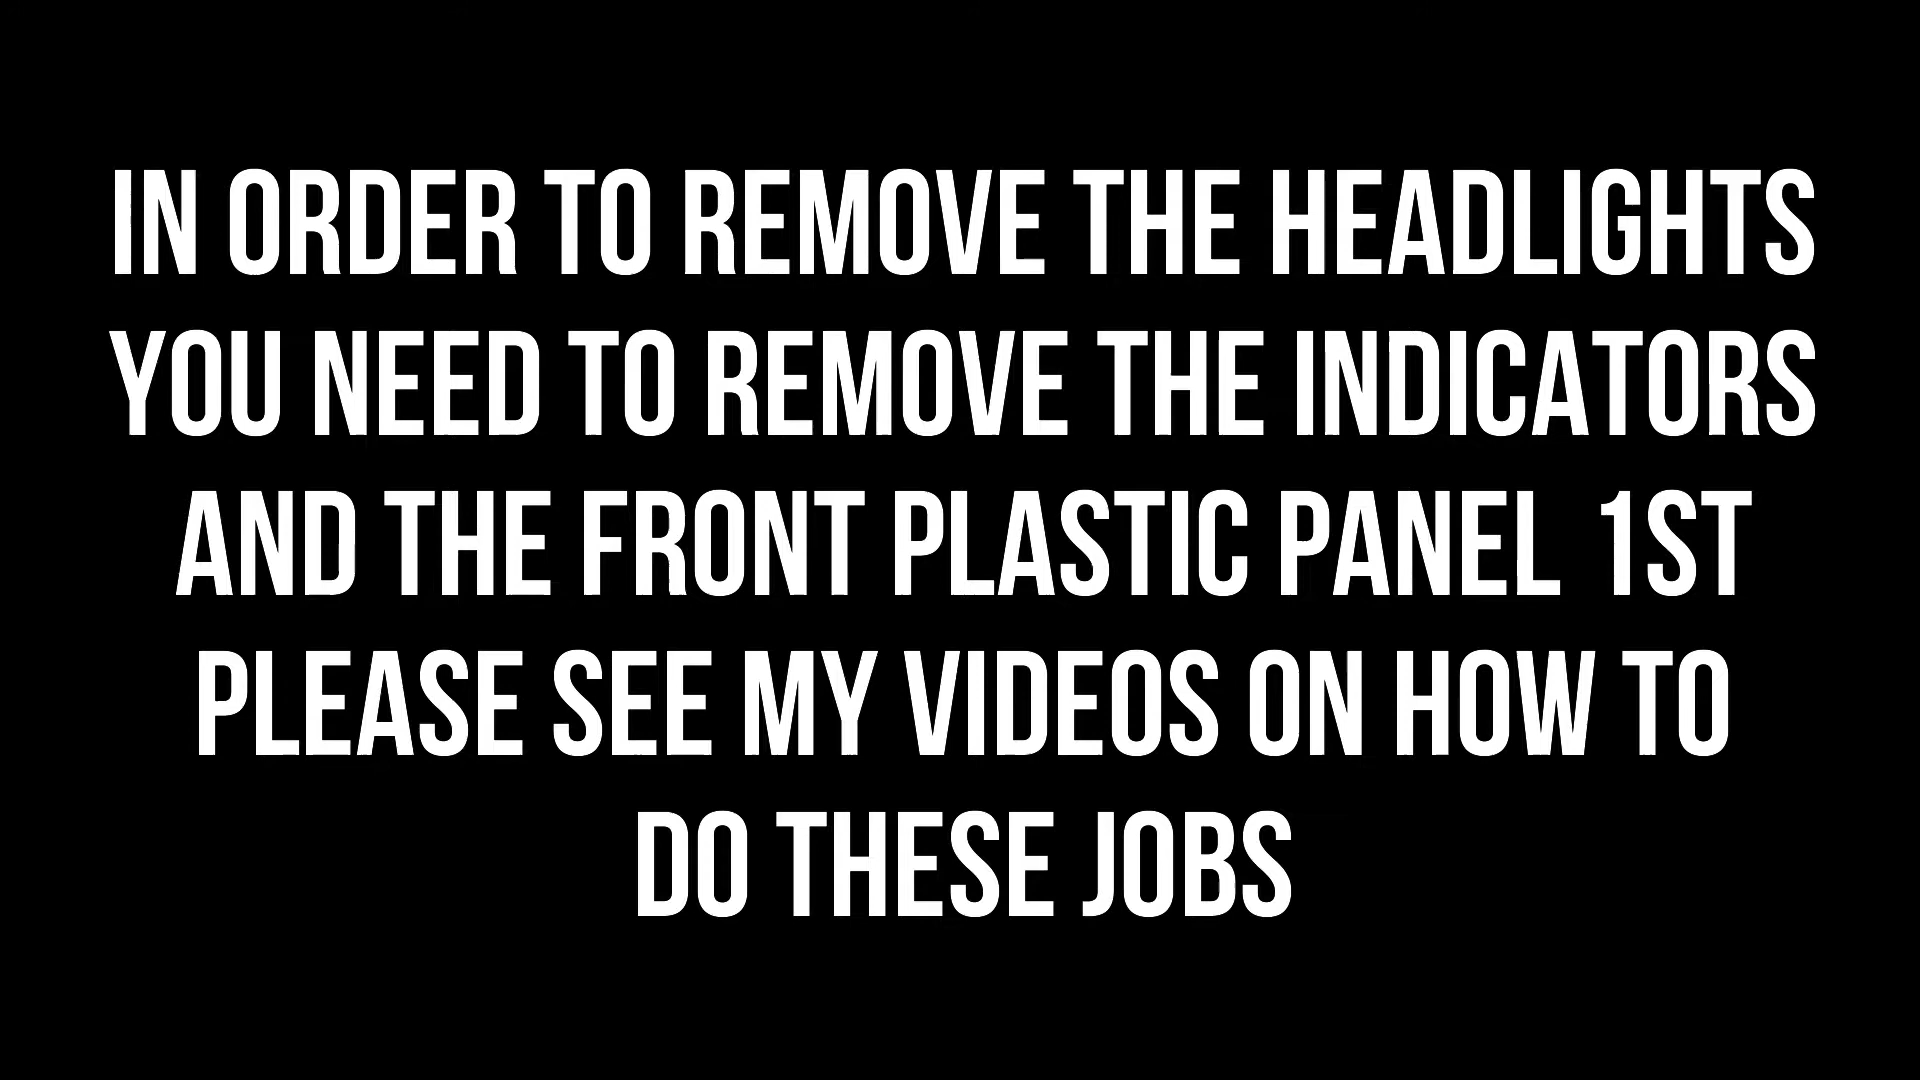 IN ORDER TO REMOVE THE HEADLIGHTS
YOU NEED TO REMOVE THE INDICATORS
AND THE FRONT PLASTIC PANEL 1ST
PLEASE SEE MY VIDEOS ON HOW TO
DO THESE JOBS